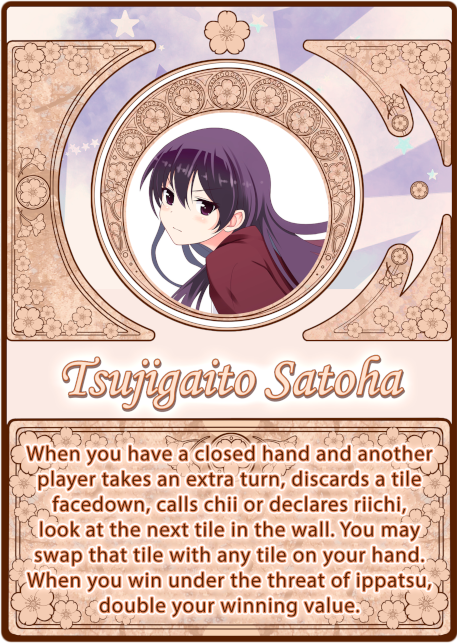 Tsujigaito Satoha
When you have a closed hand and another
player takes an extra turn, discards a tile
facedown, calls chii or declares riichi,
look at the next tile in the wall. You may
swap that tile with any tile on your hand.
When you win under the threat of ippatsu,
double your winning value.